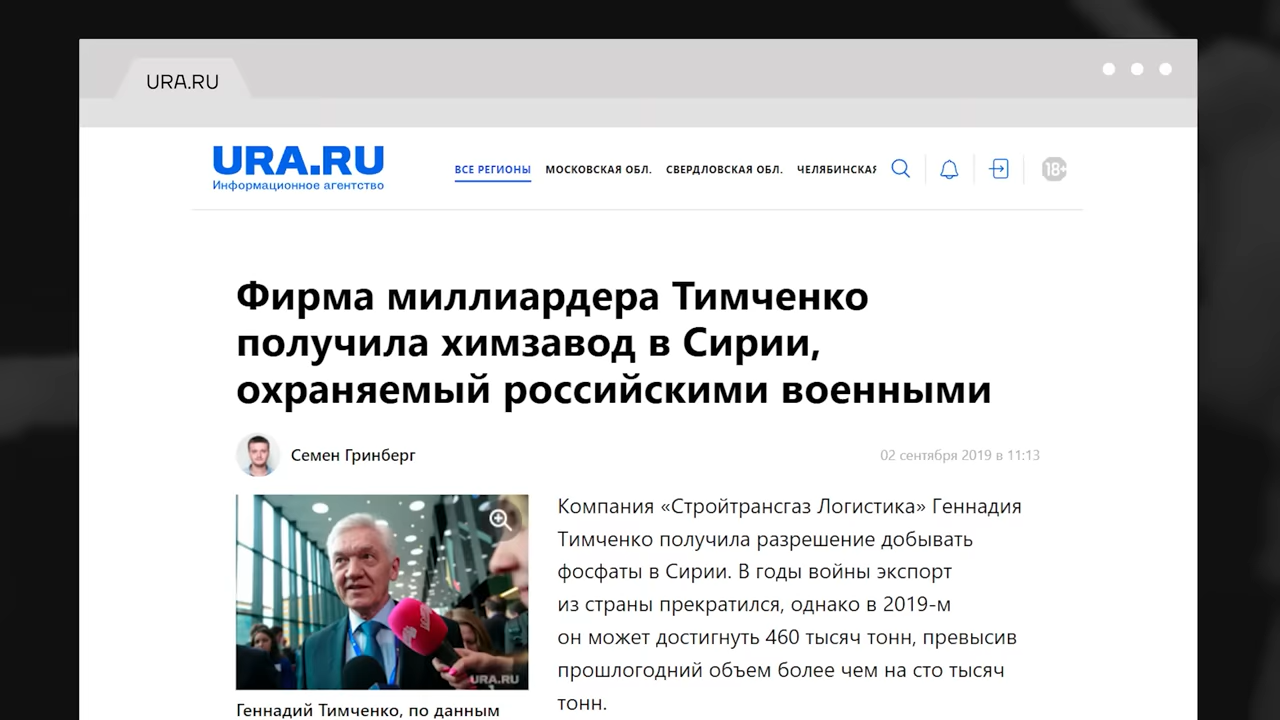 URA.RU
URA.RU
Информационное агентство
ВСЕ РЕГИОНЫ МОСКОВСКАЯ ОБЛ. СВЕРДЛОВСКАЯ ОБЛ. ЧЕЛЯБИНСКАЯ 18+
Фирма миллиардера Тимченко
получила химзавод в Сирии,
охраняемый российскими военными
Семен Гринберг
02 сентября 2019 в 11:13
URA.RU
Геннадий Тимченко, по данным
Компания «Стройтрансгаз Логистика» Геннадия
Тимченко получила разрешение добывать
фосфаты в Сирии. В годы войны экспорт
из страны прекратился, однако в 2019-м
он может достигнуть 460 тысяч тонн, превысив
прошлогодний объем более чем на сто тысяч
тонн.